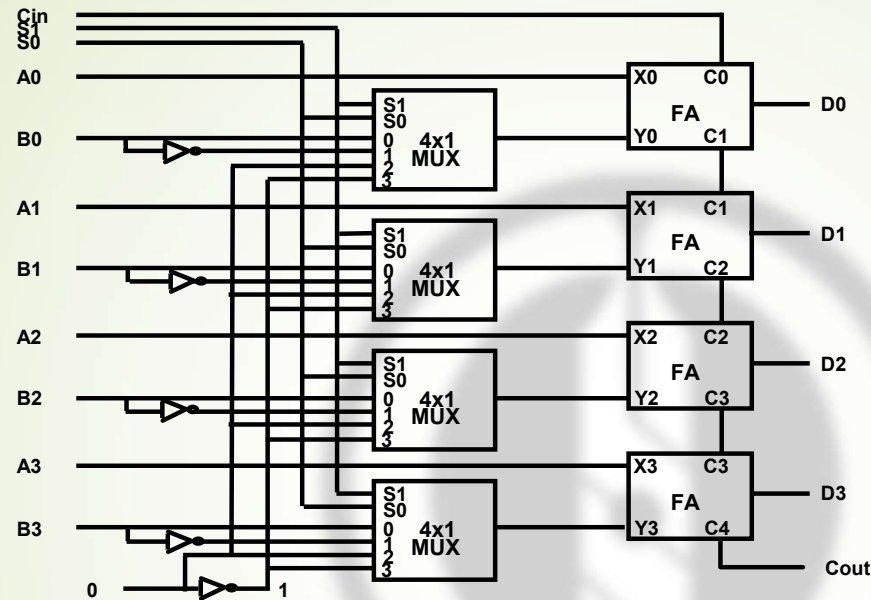 Cin
S1
S0
A0
X0 C0
D0
S1
FA
S0
B0
0 4x1
Y0 C1
1 MUX
2
3
A1
X1 C1
S1
D1
S0
FA
B1
0 4x1
Y1 C2
1 MUX
2
3
A2
X2 C2
S1
D2
S0
FA
B2
0 4x1
Y2 C3
1 MUX
2
3
A3
X3 C3
S1
D3
S0
FA
B3
0 4x1
Y3 C4
1 MUX
2
3
Cout
0 1